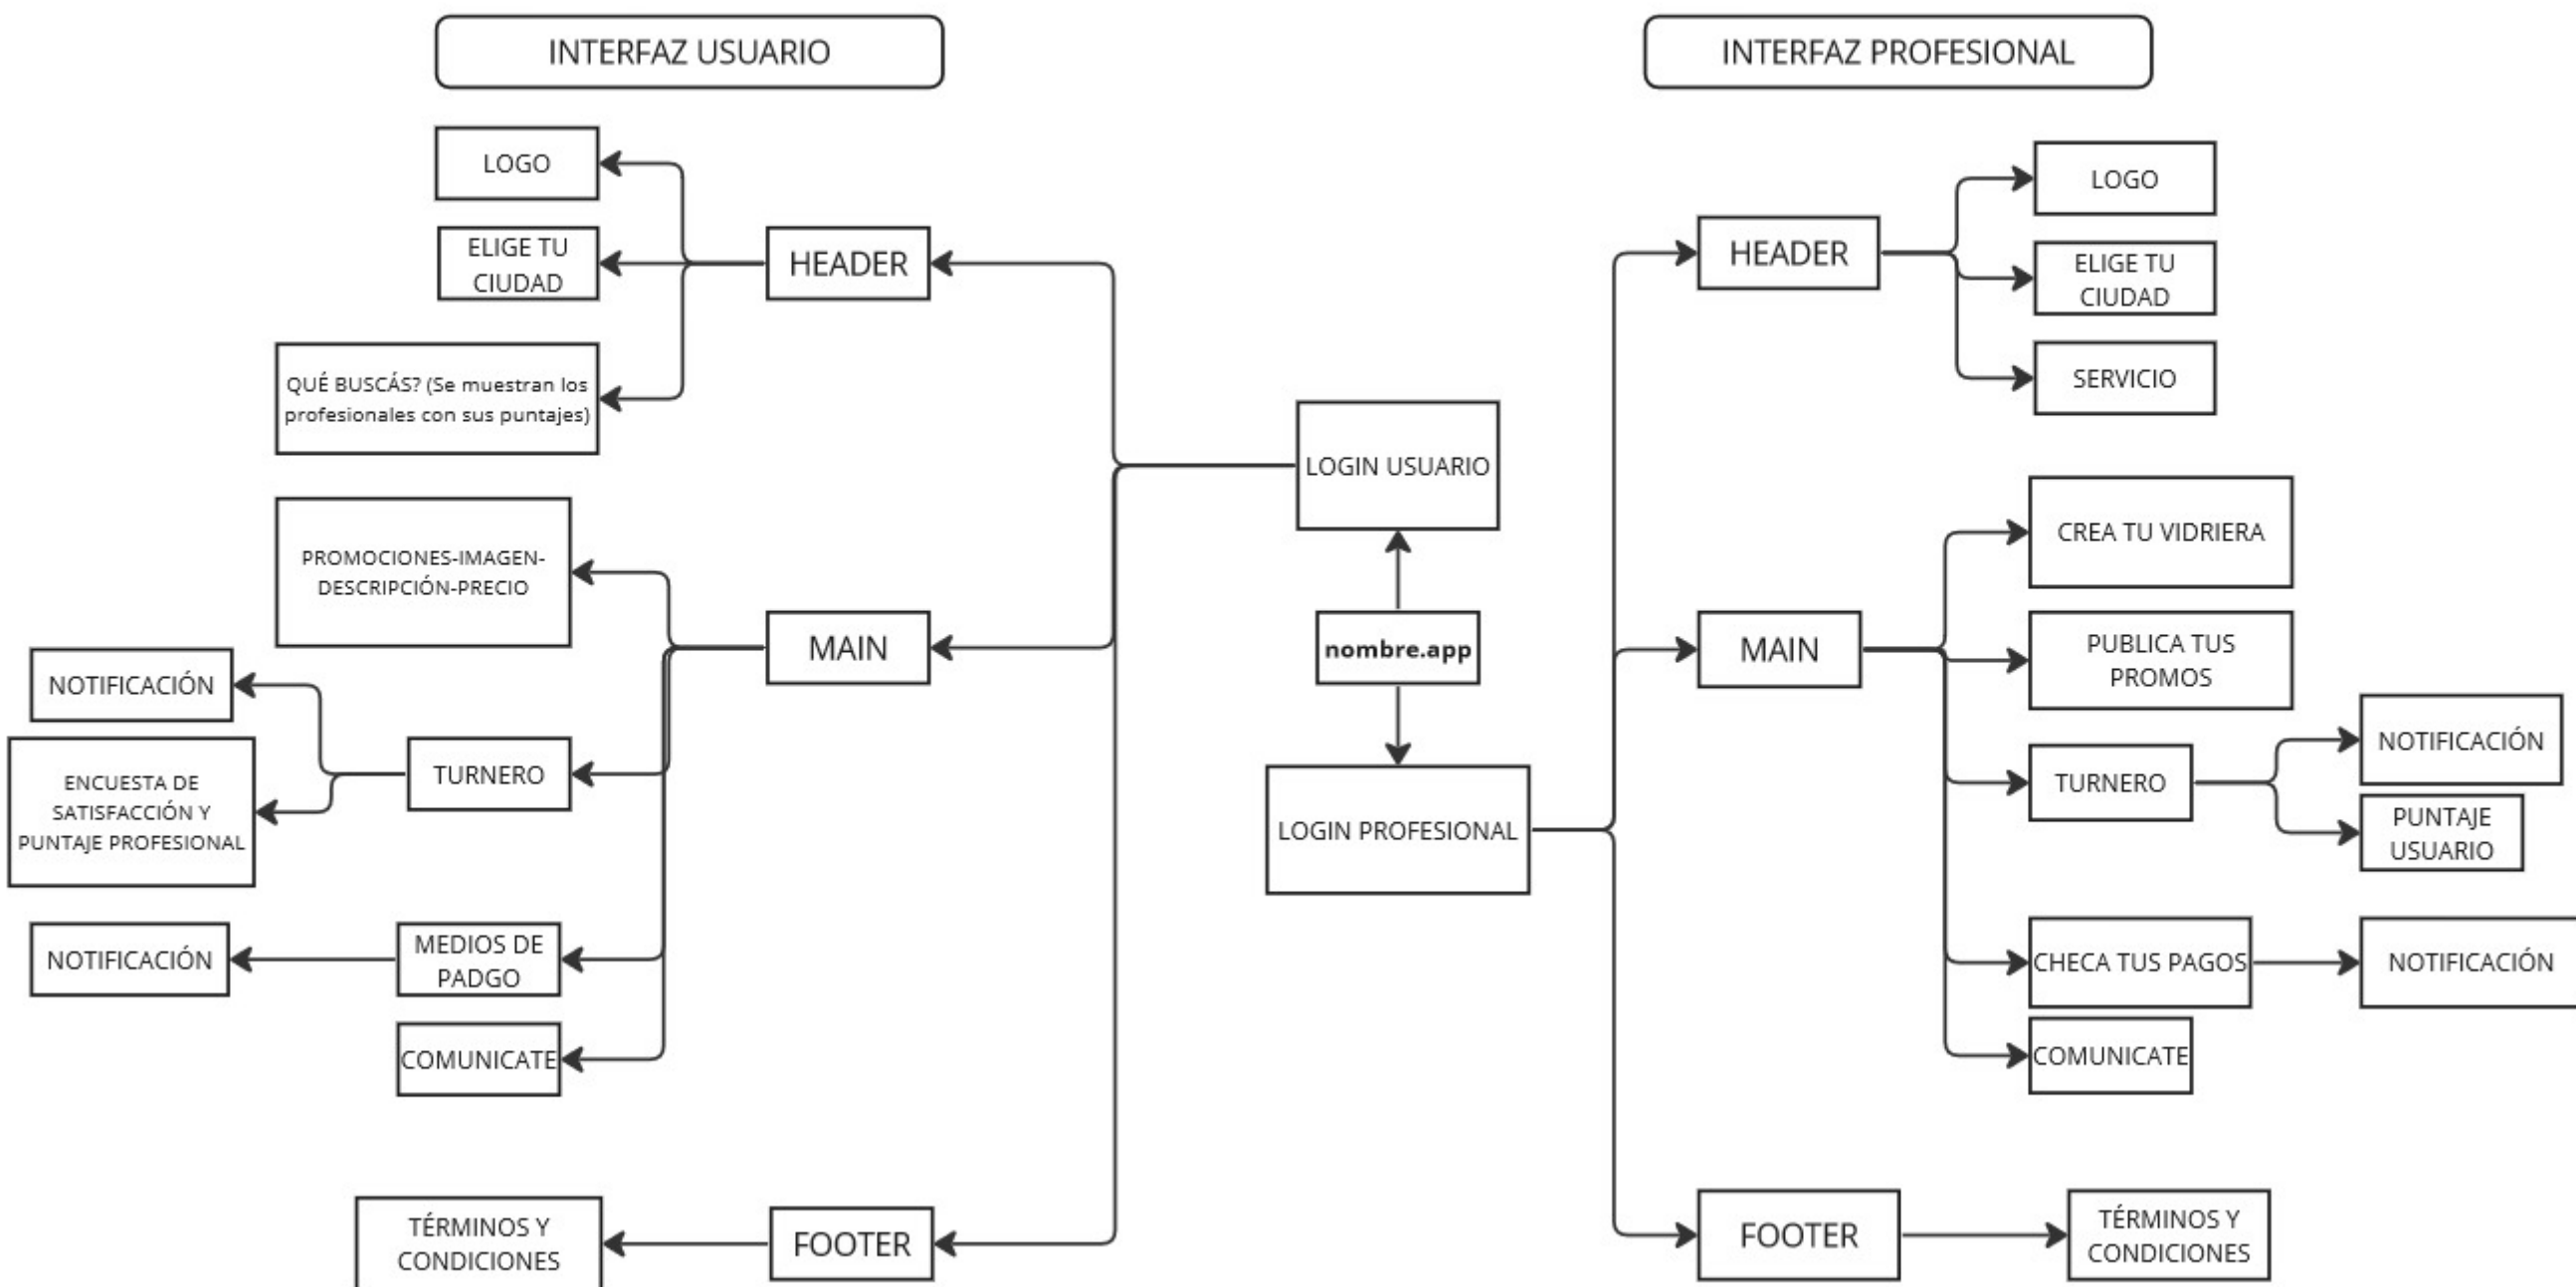 INTERFAZ USUARIO
INTERFAZ PROFESIONAL
LOGO
ELIGE TU
CIUDAD
QUÉ BUSCÁS? (Se muestran los
profesionales con sus puntajes)
HEADER
PROMOCIONES-IMAGEN-
DESCRIPCIÓN-PRECIO
MAIN
NOTIFICACIÓN
ENCUESTA DE
SATISFACCIÓN Y
PUNTAJE PROFESIONAL
TURNERO
NOTIFICACIÓN
MEDIOS DE
PADGO
COMUNICATE
TÉRMINOS Y
CONDICIONES
FOOTER
LOGIN USUARIO
nombre.app
LOGIN PROFESIONAL
HEADER
LOGO
ELIGE TU
CIUDAD
SERVICIO
MAIN
CREA TU VIDRIERA
PUBLICA TUS
PROMOS
TURNERO
NOTIFICACIÓN
PUNTAJE
USUARIO
CHECA TUS PAGOS
NOTIFICACIÓN
COMUNICATE
FOOTER
TÉRMINOS Y
CONDICIONES